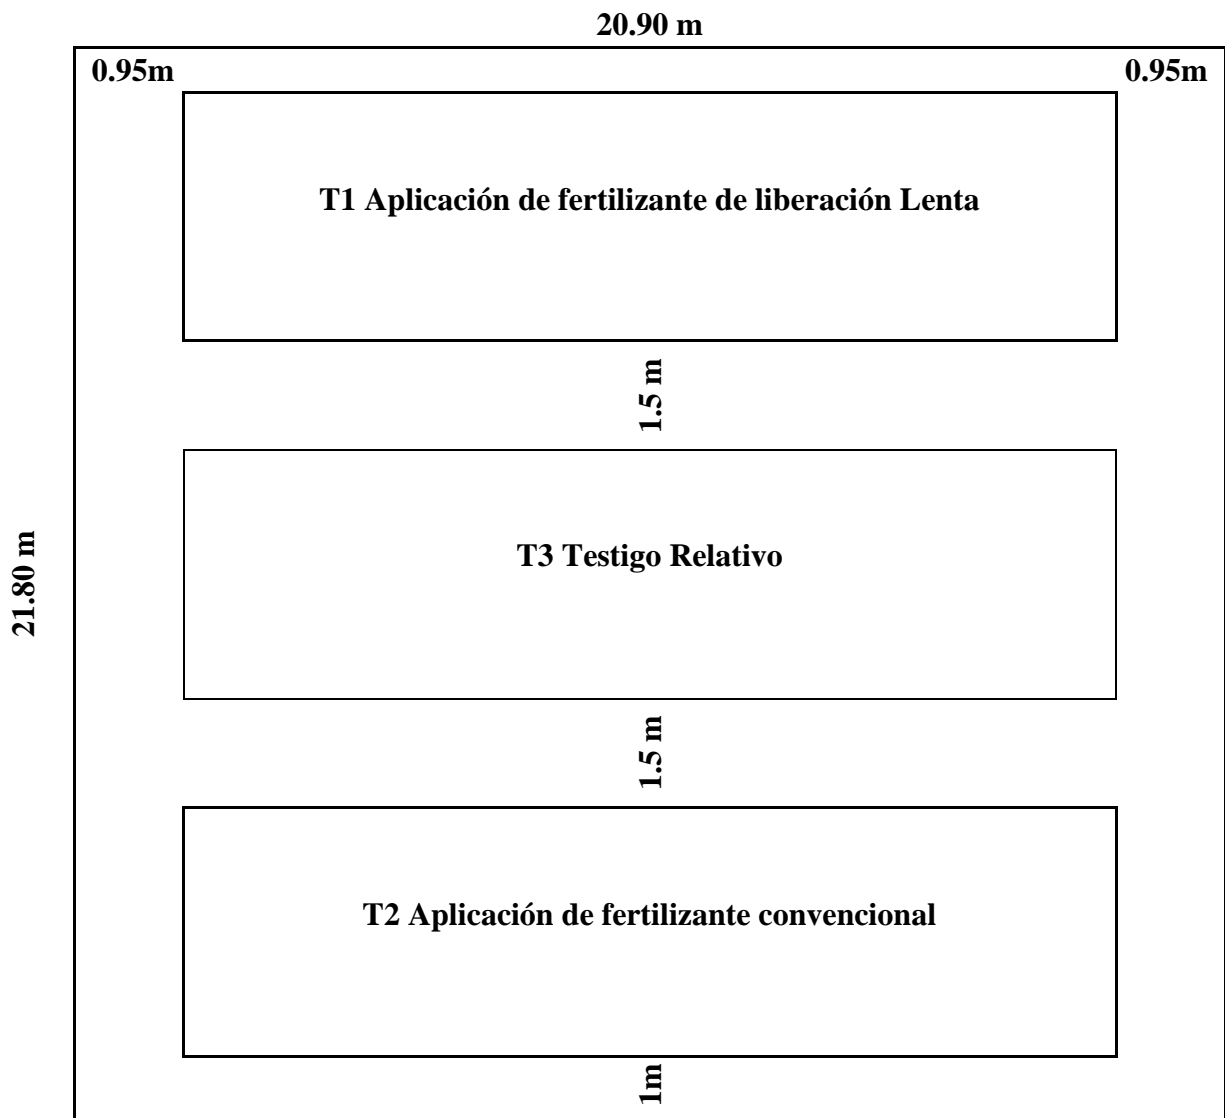 20.90 m
0.95m
0.95m
T1 Aplicación de fertilizante de liberación Lenta
1.5 m
T3 Testigo Relativo
21.80 m
1.5 m
T2 Aplicación de fertilizante convencional
1m